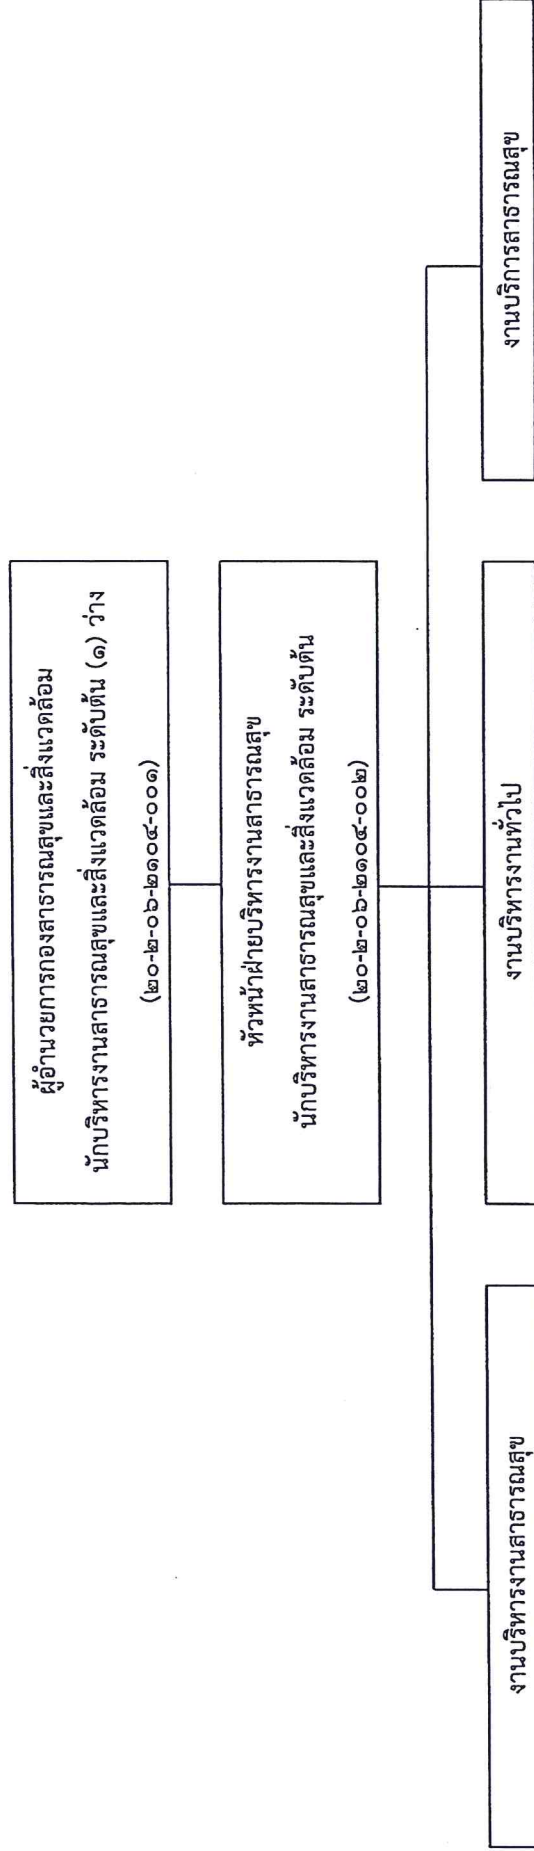 ผู้อำนวยการกองสาธารณสุขและสิ่งแวดล้อม
นักบริหารงานสาธารณสุขและสิ่งแวดล้อม ระดับต้น (๑) ว่าง
(๒๐-๒-๐๖-๒๑๐๔-๐๐๑)
หัวหน้าฝ่ายบริหารงานสาธารณสุข
นักบริหารงานสาธารณสุขและสิ่งแวดล้อม ระดับต้น
(๒๐-๒-๐๖-๒๑๐๔-๐๐๒)
งานบริหารงานสาธารณสุข
งานบริหารงานทั่วไป
งานบริการสาธารณสุข